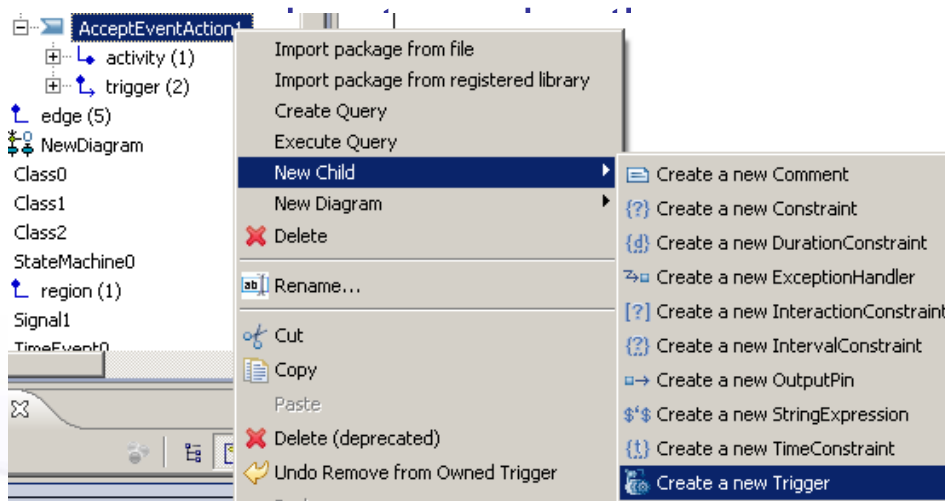 AcceptEventAction1
activity (1)
trigger (2)
edge (5)
NewDiagram
Class0
Class1
Class2
StateMachine0
region (1)
Signal1
TimeEvent0
Import package from file
Import package from registered library
Create Query
Execute Query
New Child
New Diagram
Delete
Rename...
Cut
Copy
Paste
Delete (deprecated)
Undo Remove from Owned Trigger
Create a new Comment
Create a new Constraint
Create a new DurationConstraint
Create a new ExceptionHandler
Create a new InteractionConstraint
Create a new IntervalConstraint
Create a new OutputPin
Create a new StringExpression
Create a new TimeConstraint
Create a new Trigger